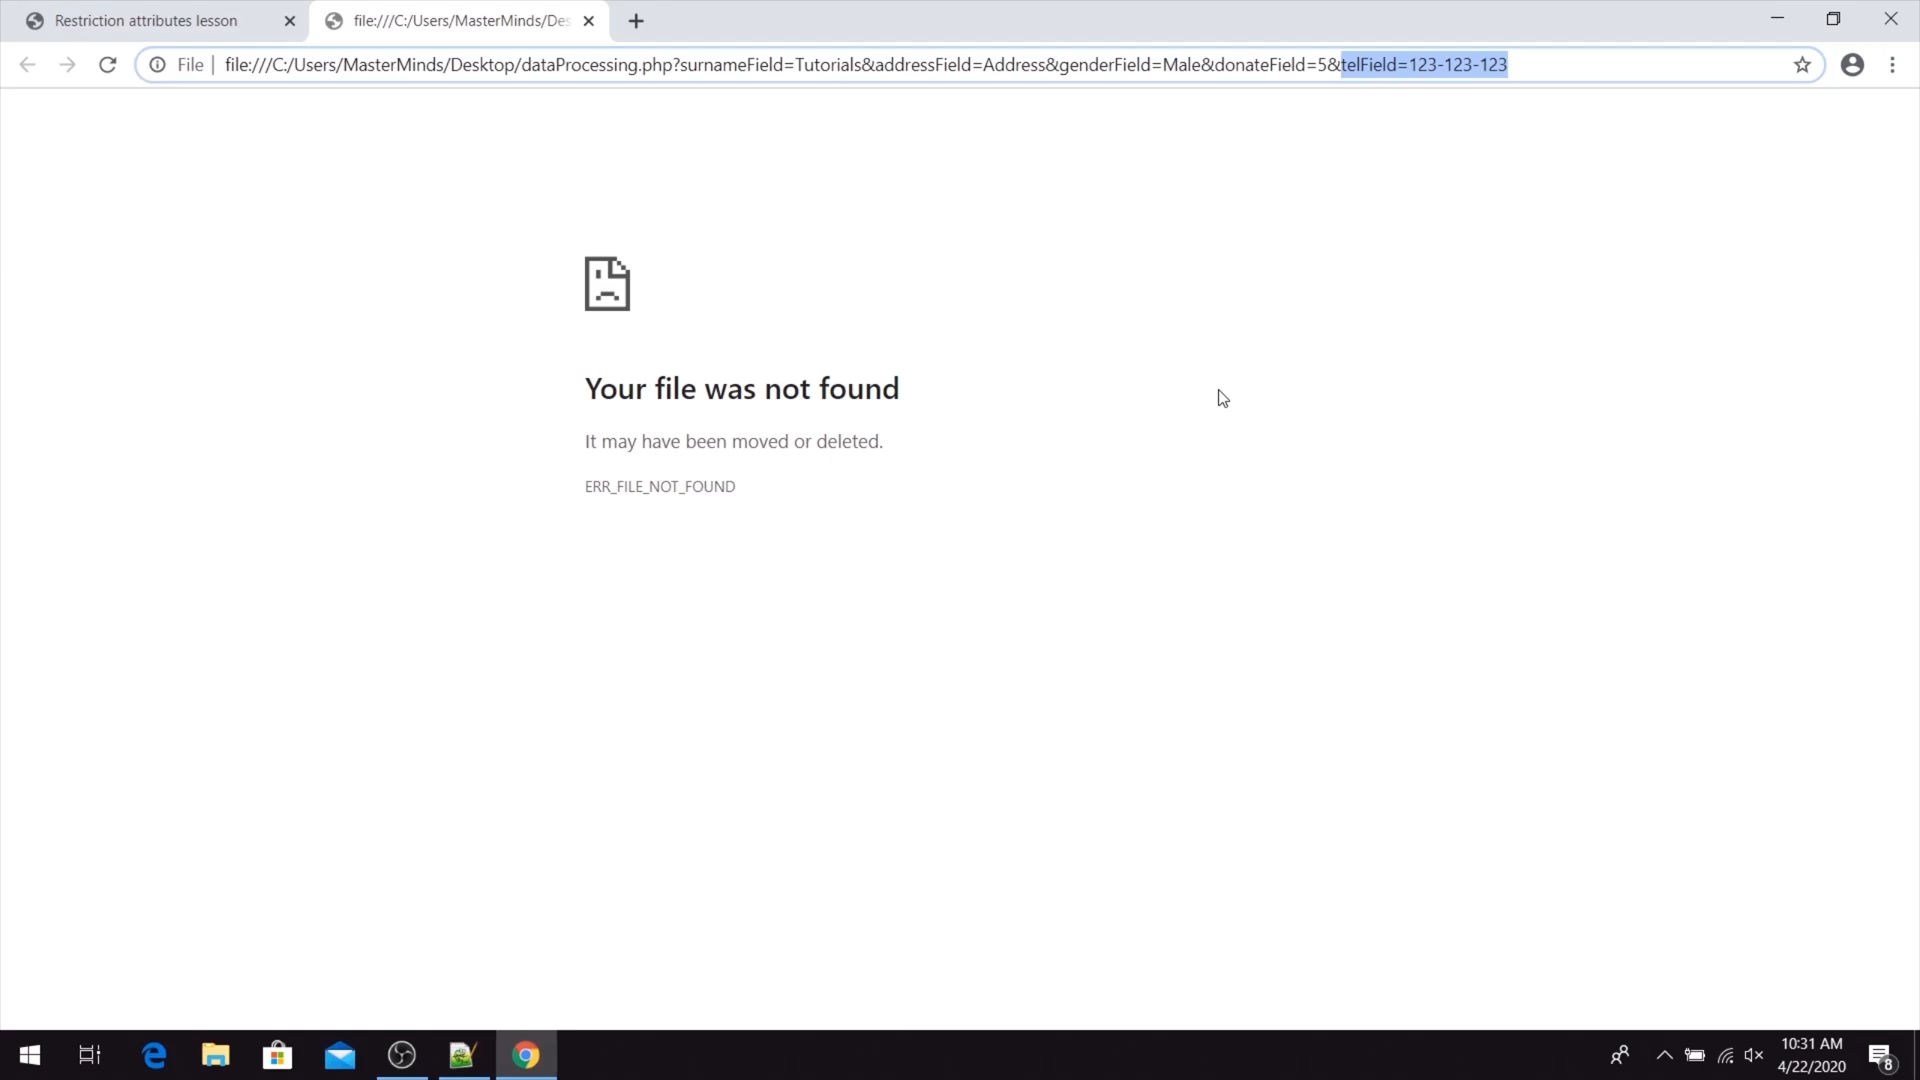 Restriction attributes lesson
file:///C:/Users/MasterMinds/Des
File | file:///C:/Users/MasterMinds/Desktop/dataProcessing.php?surnameField=Tutorials&addressField=Address&genderField=Male&donateField=5&telField=123-123-123
Your file was not found
It may have been moved or deleted.
ERR_FILE_NOT_FOUND
10:31 AM
4/22/2020
8